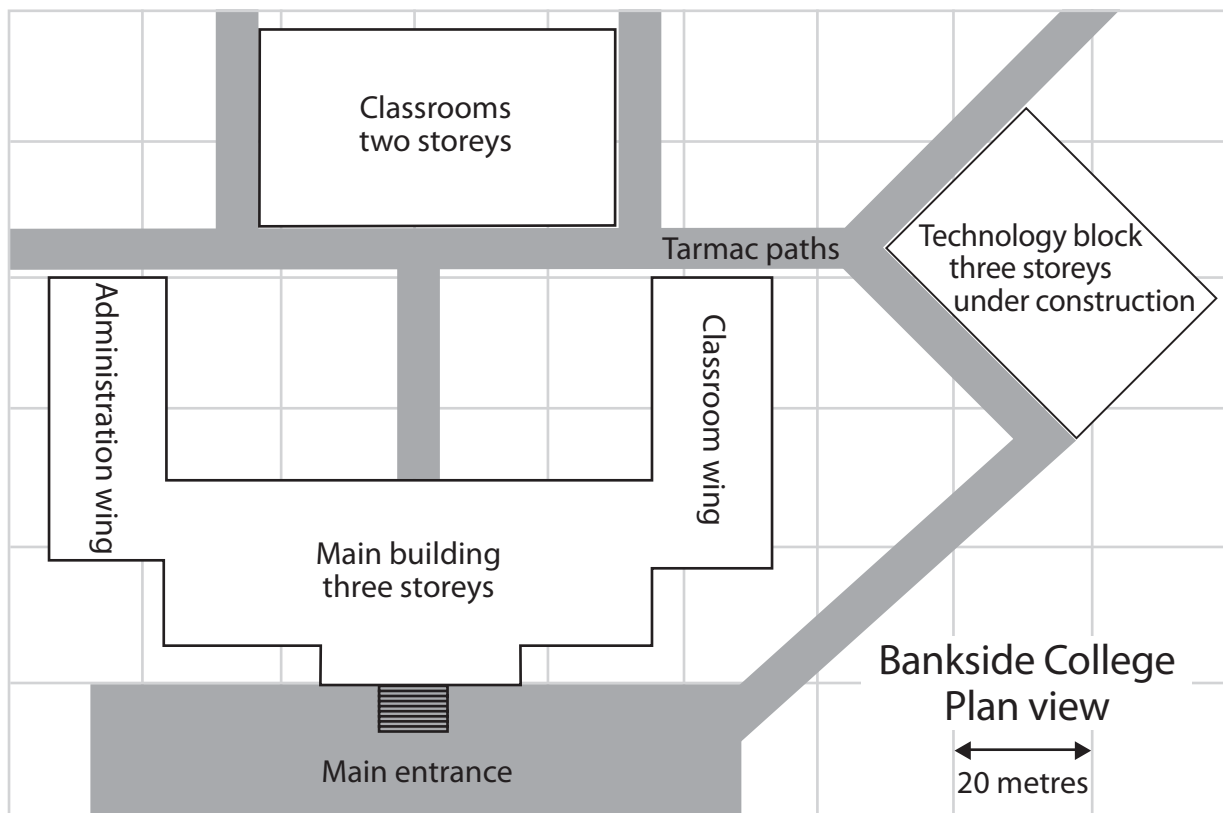 Classrooms
two storeys
Tarmac paths
Technology block
three storeys
under construction
Administration wing
Classroom wing
Main building
three storeys
Main entrance
Bankside College
Plan view
20 metres